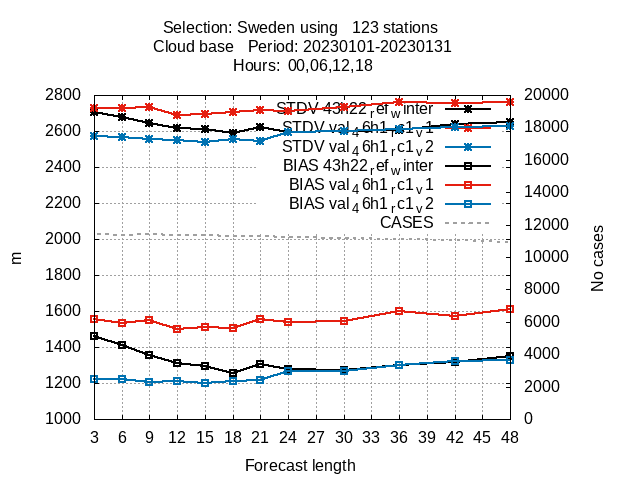 Selection: Sweden using 123 stations
Cloud base Period: 20230101-20230131
Hours: 00,06,12,18
2800 20000
STDV 43h22ref_winter
STDV val_46h1_rc1_v1
2600 18000
STDV val_46h1_rc1_v2
BIAS 43h22_ref_winter
2400 16000
BIAS val_46h1_rc1_v1
2200 14000
BIAS val_46h1_rc1_v2
CASES
2000 12000
10000
m
No cases
1800
8000
1600
6000
1400
4000
1200
2000
1000 0
3 6 9 12 15 18 21 24 27 30 33 36 39 42 45 48
Forecast length